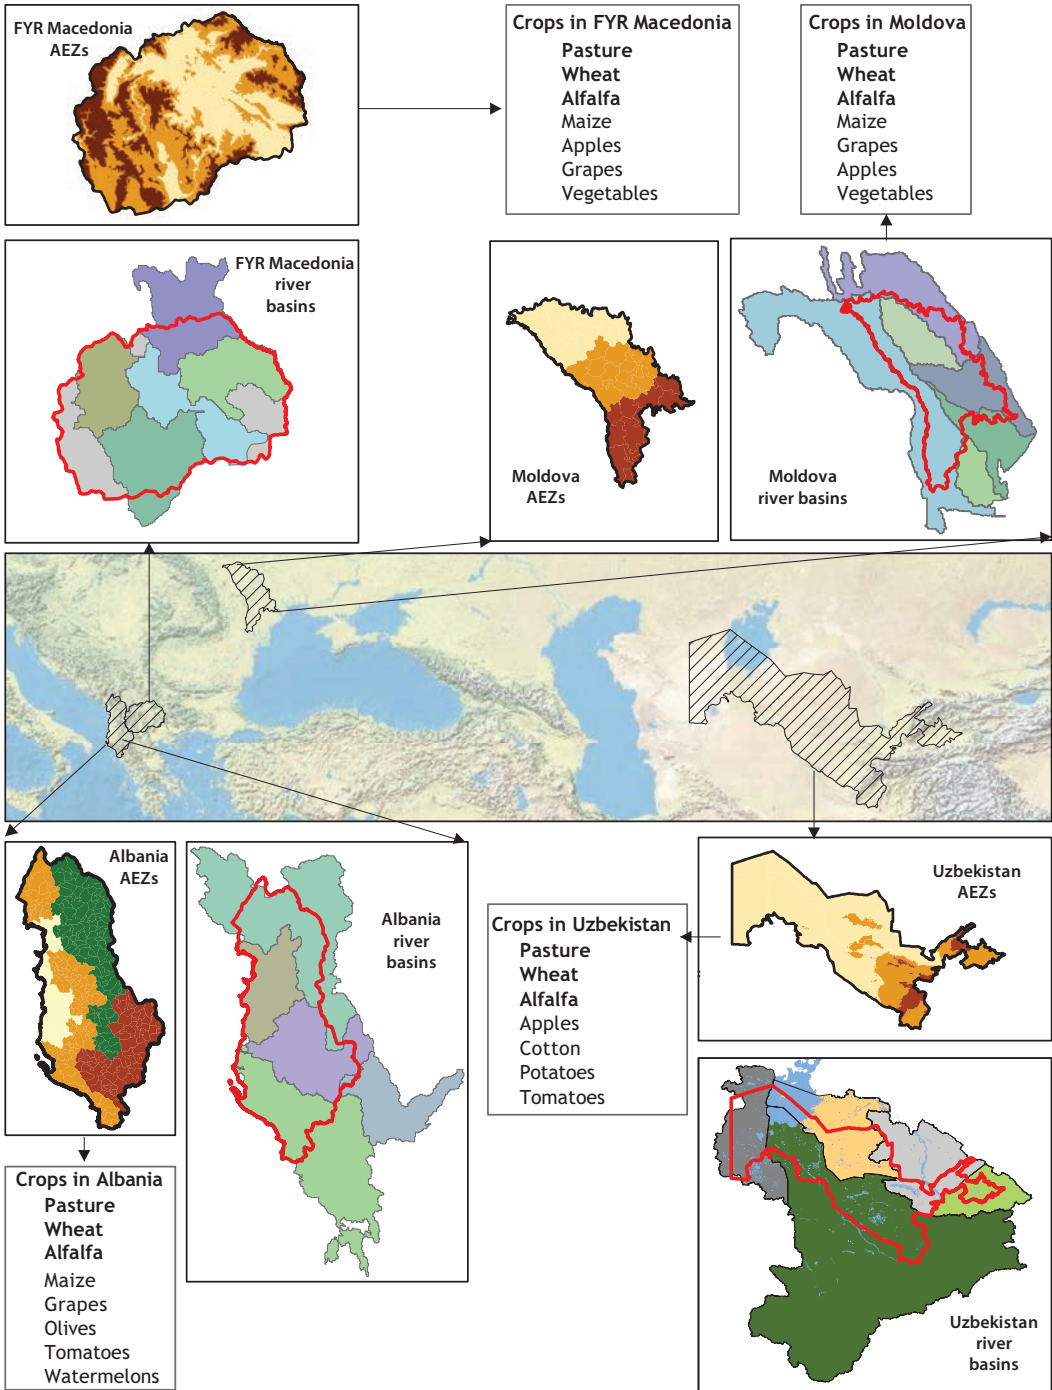 FYR Macedonia
AEZs
Crops in FYR Macedonia
Pasture
Wheat
Alfalfa
Maize
Apples
Grapes
Vegetables
Crops in Moldova
Pasture
Wheat
Alfalfa
Maize
Grapes
Apples
Vegetables
FYR Macedonia
river
basins
Moldova
AEZs
Moldova
river basins
Albania
AEZs
Albania
river
basins
Crops in Uzbekistan
Pasture
Wheat
Alfalfa
Apples
Cotton
Potatoes
Tomatoes
Uzbekistan
AEZs
Crops in Albania
Pasture
Wheat
Alfalfa
Maize
Grapes
Olives
Tomatoes
Watermelons
Uzbekistan
river
basins